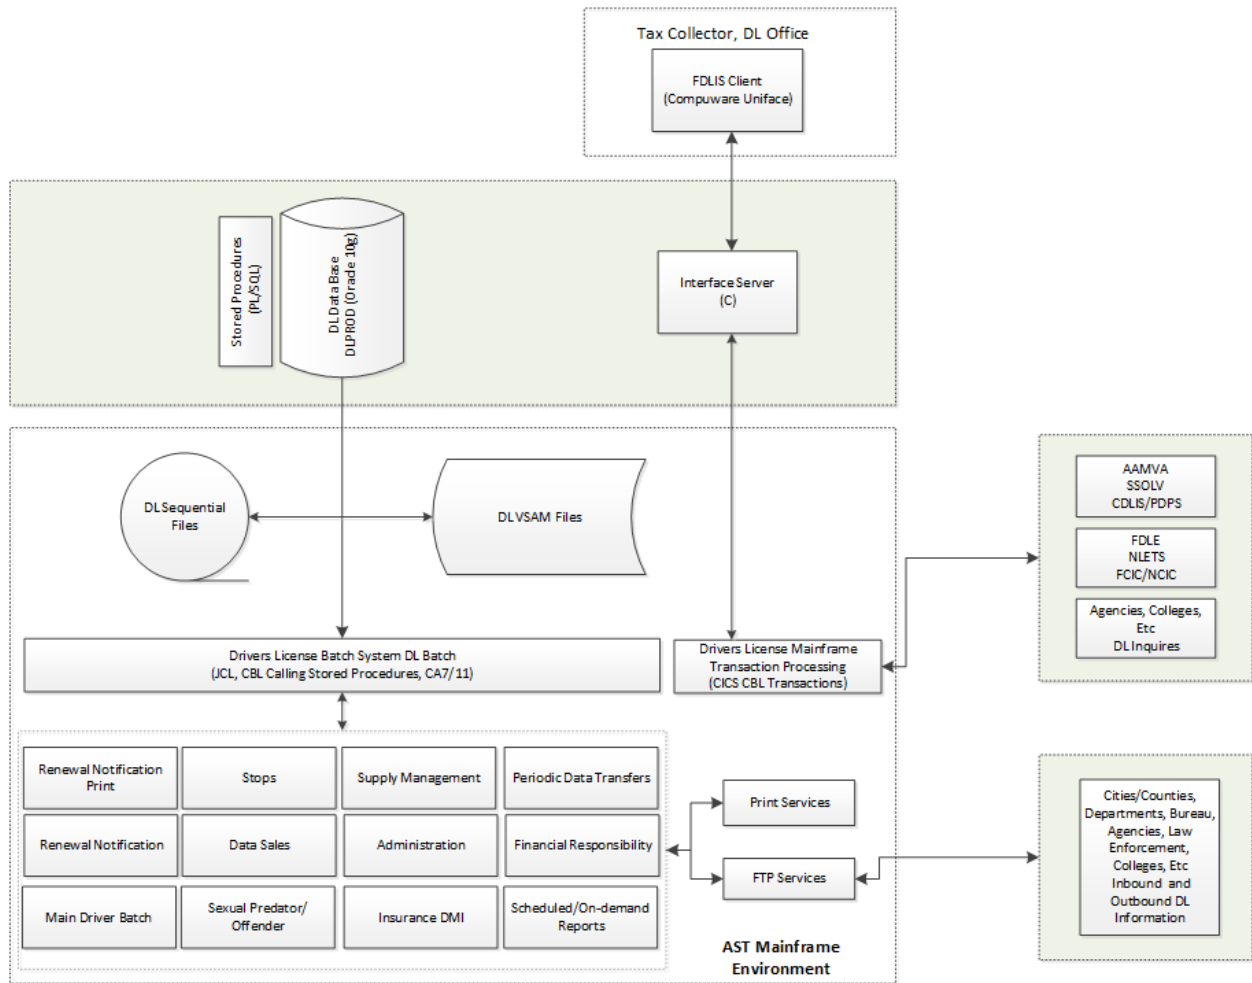 Tax Collector, DL Office
FDLIS Client
(Compuware Uniface)
Stored Procedures
(PL/SQL)
DL Data Base
DLPROD (Oracle 10g)
Interface Server
(C)
DL Sequential
Files
DL VSAM Files
AAMVA
SSOLV
CDLIS/PDPS
FDLE
NLETS
FCIC/NCIC
Agencies, Colleges,
Etc
DL Inquires
Drivers License Batch System DL Batch
(JCL, CBL Calling Stored Procedures, CA7/11)
Drivers License Mainframe
Transaction Processing
(CICS CBL Transactions)
Renewal Notification
Print
Stops
Supply Management
Periodic Data Transfers
Renewal Notification
Data Sales
Administration
Financial Responsibility
Main Driver Batch
Sexual Predator/
Offender
Insurance DMI
Scheduled/On-demand
Reports
Print Services
FTP Services
AST Mainframe
Environment
Cities/Counties,
Departments, Bureau,
Agencies, Law
Enforcement,
Colleges, Etc
Inbound and
Outbound DL
Information